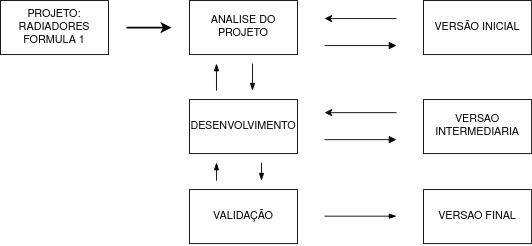 PROJETO:
RADIADORES
FORMULA 1
ANALISE DO
PROJETO
VERSÃO INICIAL
DESENVOLVIMENTO
VERSAO
INTERMEDIARIA
VALIDAÇÃO
VERSAO FINAL